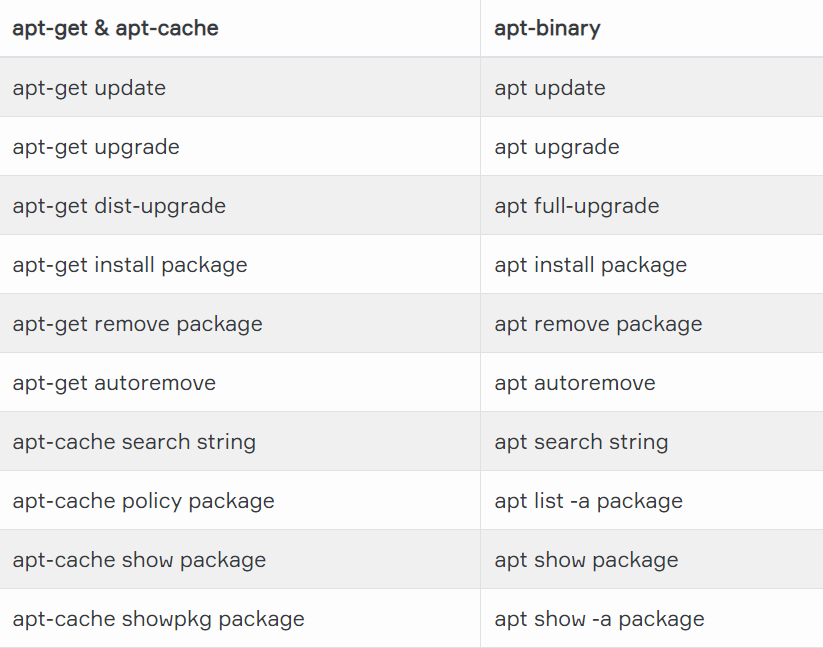 apt-get & apt-cache apt-binary
apt-get update apt update
apt-get upgrade apt upgrade
apt-get dist-upgrade apt full-upgrade
apt-get install package apt install package
apt-get remove package apt remove package
apt-get autoremove apt autoremove
apt-cache search string apt search string
apt-cache policy package apt list -a package
apt-cache show package apt show package
apt-cache showpkg package apt show -a package